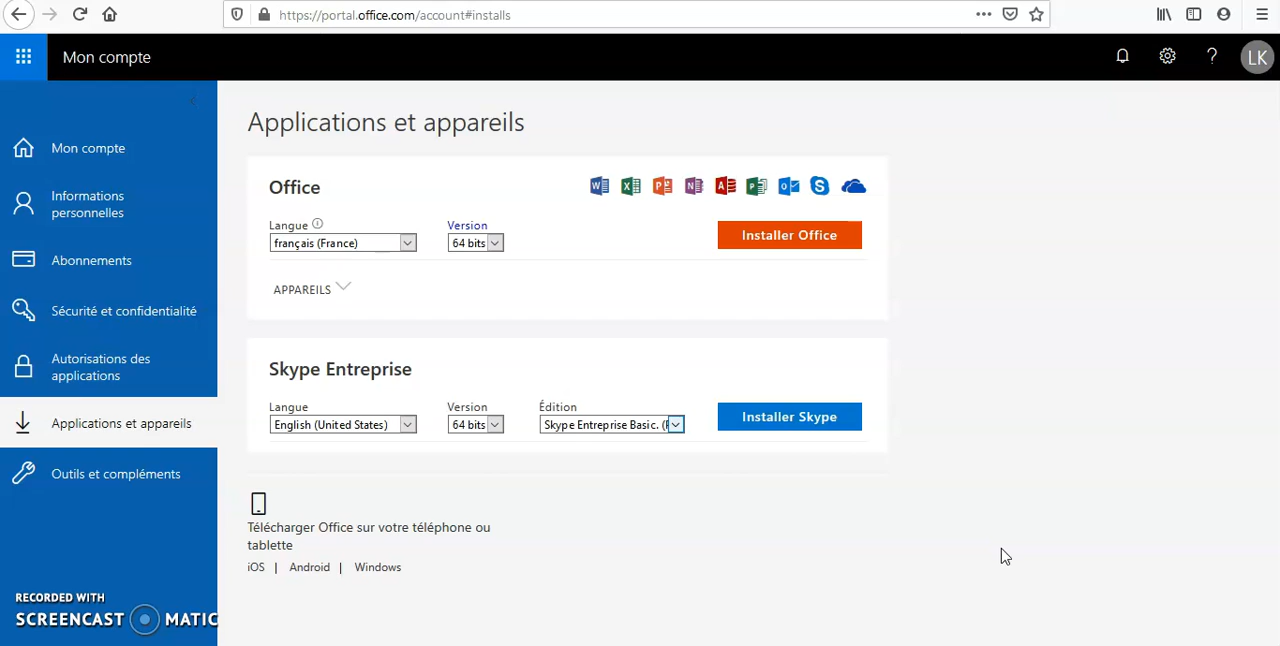 https://portal.office.com/account#installs
Mon compte
LK
Mon compte
Informations
personnelles
Abonnements
Sécurité et confidentialité
Autorisations des
applications
Applications et appareils
Outils et compléments
RECORDED WITH
SCREENCAST MATIC
Applications et appareils
Office
Langue
Version
français (France)
64 bits
Installer Office
APPAREILS
Skype Entreprise
Langue
Version
Édition
English (United States)
64 bits
Skype Entreprise Basic. (
Installer Skype
Télécharger Office sur votre téléphone ou
tablette
iOS | Android | Windows